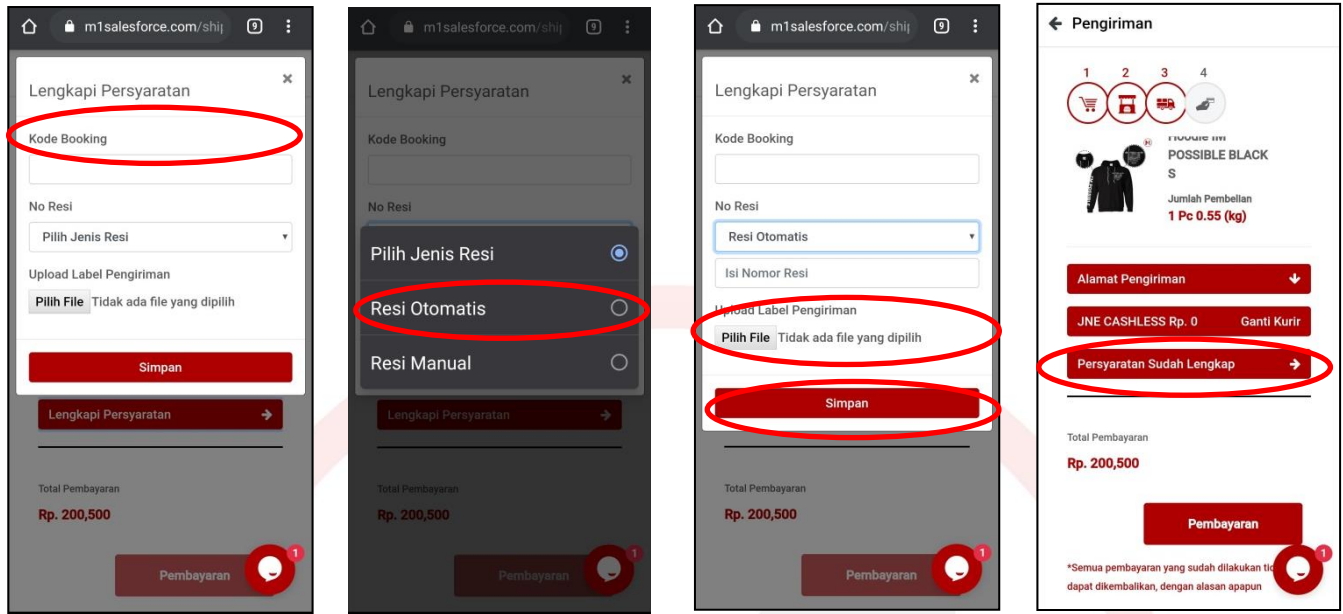 m1salesforce.com/ship
9
Lengkapi Persyaratan
×
Kode Booking
No Resi
Pilih Jenis Resi
Upload Label Pengiriman
Pilih File Tidak ada file yang dipilih
Simpan
Lengkapi Persyaratan
Total Pembayaran
Rp. 200,500
Pembayaran
1
m1salesforce.com/ship
9
Lengkapi Persyaratan
×
Kode Booking
No Resi
Pilih Jenis Resi
Resi Otomatis
Resi Manual
Lengkapi Persyaratan
Total Pembayaran
Rp. 200,500
Pembayaran
1
m1salesforce.com/ship
9
Lengkapi Persyaratan
×
Kode Booking
No Resi
Resi Otomatis
Isi Nomor Resi
Upload Label Pengiriman
Pilih File Tidak ada file yang dipilih
Simpan
Total Pembayaran
Rp. 200,500
Pembayaran
1
Pengiriman
1 2 3 4
Hoodie IM
POSSIBLE BLACK
S
Jumlah Pembelian
1 Pc 0.55 (kg)
Alamat Pengiriman
JNE CASHLESS Rp. 0 Ganti Kurir
Persyaratan Sudah Lengkap
Total Pembayaran
Rp. 200,500
Pembayaran
1
*Semua pembayaran yang sudah dilakukan
dapat dikembalikan, dengan alasan apapun